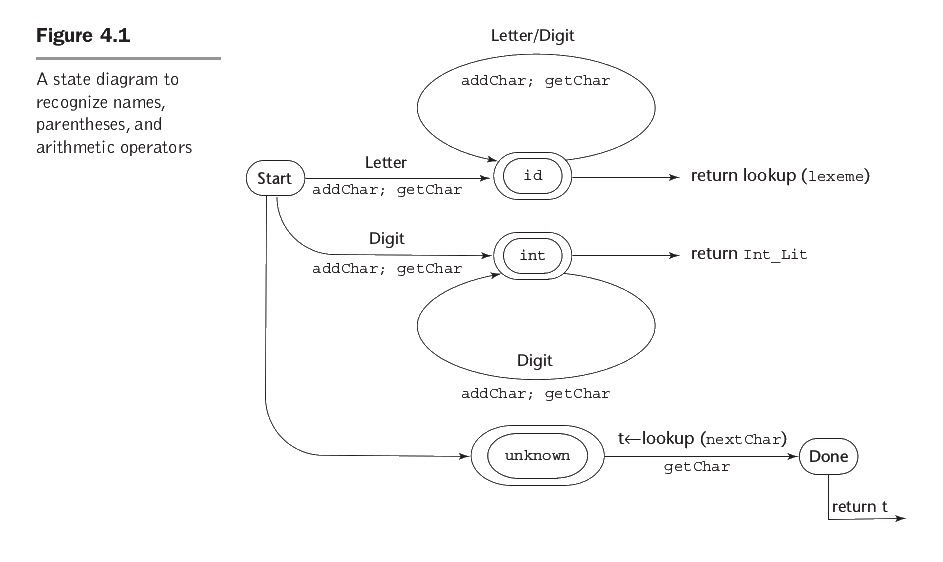 Figure 4.1
A state diagram to
recognize names,
parentheses, and
arithmetic operators
Letter/Digit
addChar; getChar
Start
Letter
addChar; getChar
id
return lookup (lexeme)
Digit
addChar; getChar
int
return Int_Lit
Digit
addChar; getChar
unknown
t←lookup (nextChar)
getChar
Done
return t